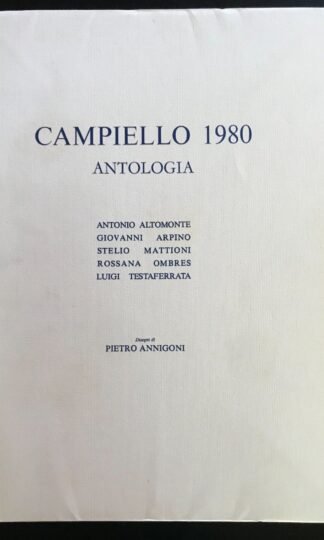 CAMPIELLO 1980
ANTOLOGIA
ANTONIO ALTOMONTE
GIOVANNI ARPINO
STELIO MATTIONI
ROSSANA OMBRES
LUIGI TESTAFERRATA
Disegni di
PIETRO ANNIGONI